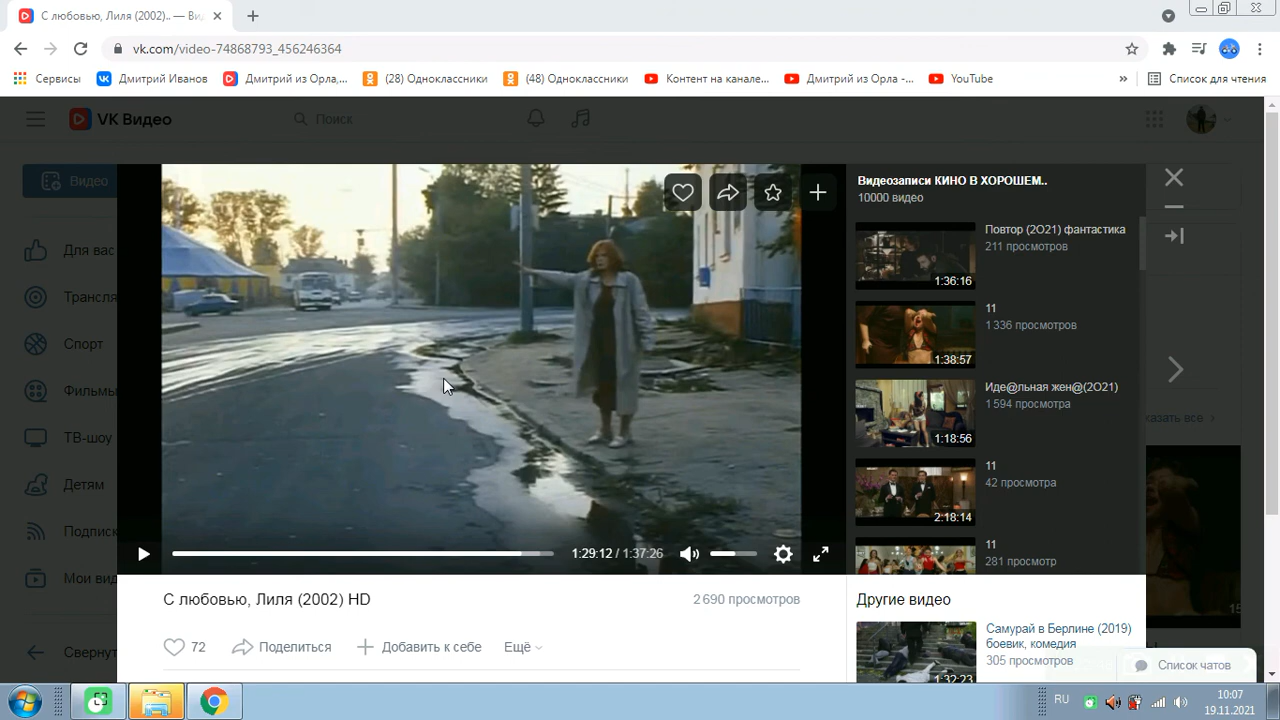 С любовью, Лиля (2002).. — Ви
vk.com/video-74868793_456246364
Сервисы
Дмитрий Иванов
Дмитрий из Орла,...
(28) Одноклассники
(48) Одноклассники
Контент на канале...
Дмитрий из Орла -...
YouTube
»
Список для чтения
VK Видео
Поиск
Видео
Для вас
Трансля
Спорт
Фильмы
ТВ-шоу
Детям
Подписк
Мои вид
Свернут
Видеозаписи КИНО В ХОРОШЕМ..
10000 видео
Повтор (2O21) фантастика
211 просмотров
1:36:16
11
1 336 просмотров
1:38:57
Иде@льная жен@(2O21)
1 594 просмотра
1:18:56
11
42 просмотра
2:18:14
11
281 просмотр
казать все
1:29:12 / 1:37:26
С любовью, Лиля (2002) HD
2 690 просмотров
72
Поделиться
Добавить к себе
Ещё
Другие видео
Самурай в Берлине (2019)
боевик, комедия
305 просмотров
1:32:23
Список чатов
RU
10:07
19.11.2021